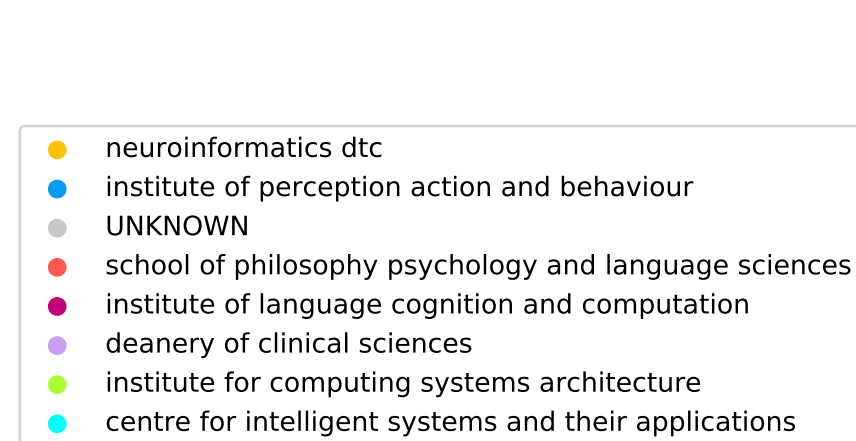 neuroinformatics dtc
institute of perception action and behaviour
UNKNOWN
school of philosophy psychology and language sciences
institute of language cognition and computation
deanery of clinical sciences
institute for computing systems architecture
centre for intelligent systems and their applications